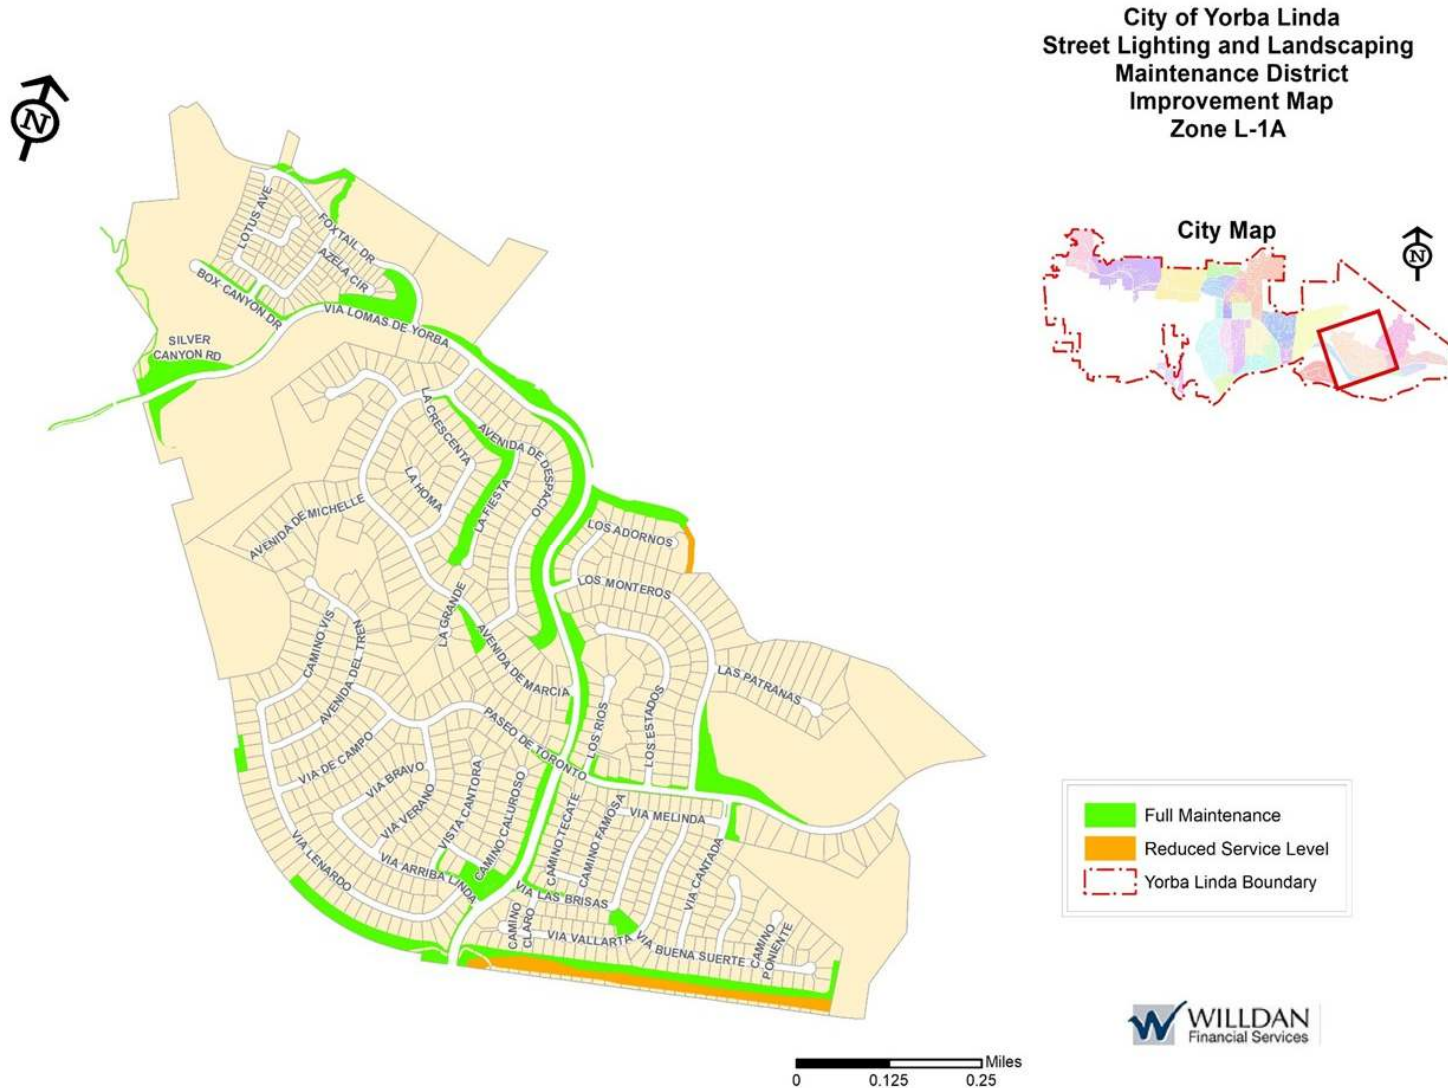 City of Yorba Linda
Street Lighting and Landscaping
Maintenance District
Improvement Map
Zone L-1A
N
City Map
N
LOTUS AVE
FOXTAIL DR
AZELA CIR
BOX CANYON DR
VIA LOMAS DE YORBA
SILVER
CANYON RD
LA CRESCENTA
AVENIDA DE DESPACIO
LA HOMA
LA FIESTA
AVENIDA DE MICHELLE
LOS ADORNOS
LOS MONTEROS
LA GRANDE
AVENIDA DE MARCIA
CAMINO VIS
AVENIDA DEL TREN
LAS PATRANAS
LOS RIOS
LOS ESTADOS
PASEO DE TORONTO
VIA DE CAMPO
VIA BRAVO
VIA VERANO
VISTA CANTORA
CAMINO CALUROSO
CAMINO TECATE
CAMINO FAMOSA
VIA MELINDA
VIA CANTADA
VIA LENARDO
VIA ARRIBA LINDA
VIA LAS BRISAS
CAMINO
CLARO
VIA VALLARTA
VIA BUENA SUERTE
CAMINO
PONIENTE
Full Maintenance
Reduced Service Level
Yorba Linda Boundary
W WILLDAN
Financial Services
Miles
0 0.125 0.25